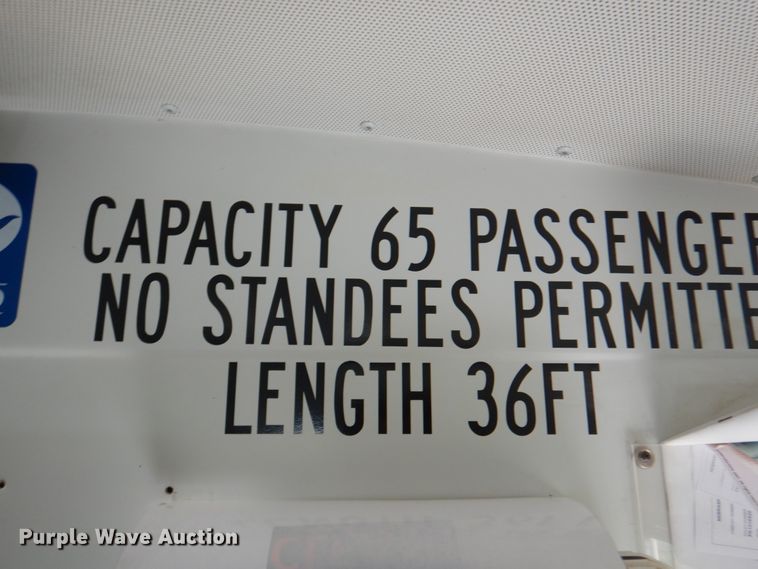 CAPACITY 65 PASSENGE
NO STANDEES PERMITTE
LENGTH 36FT
Purple Wave Auction